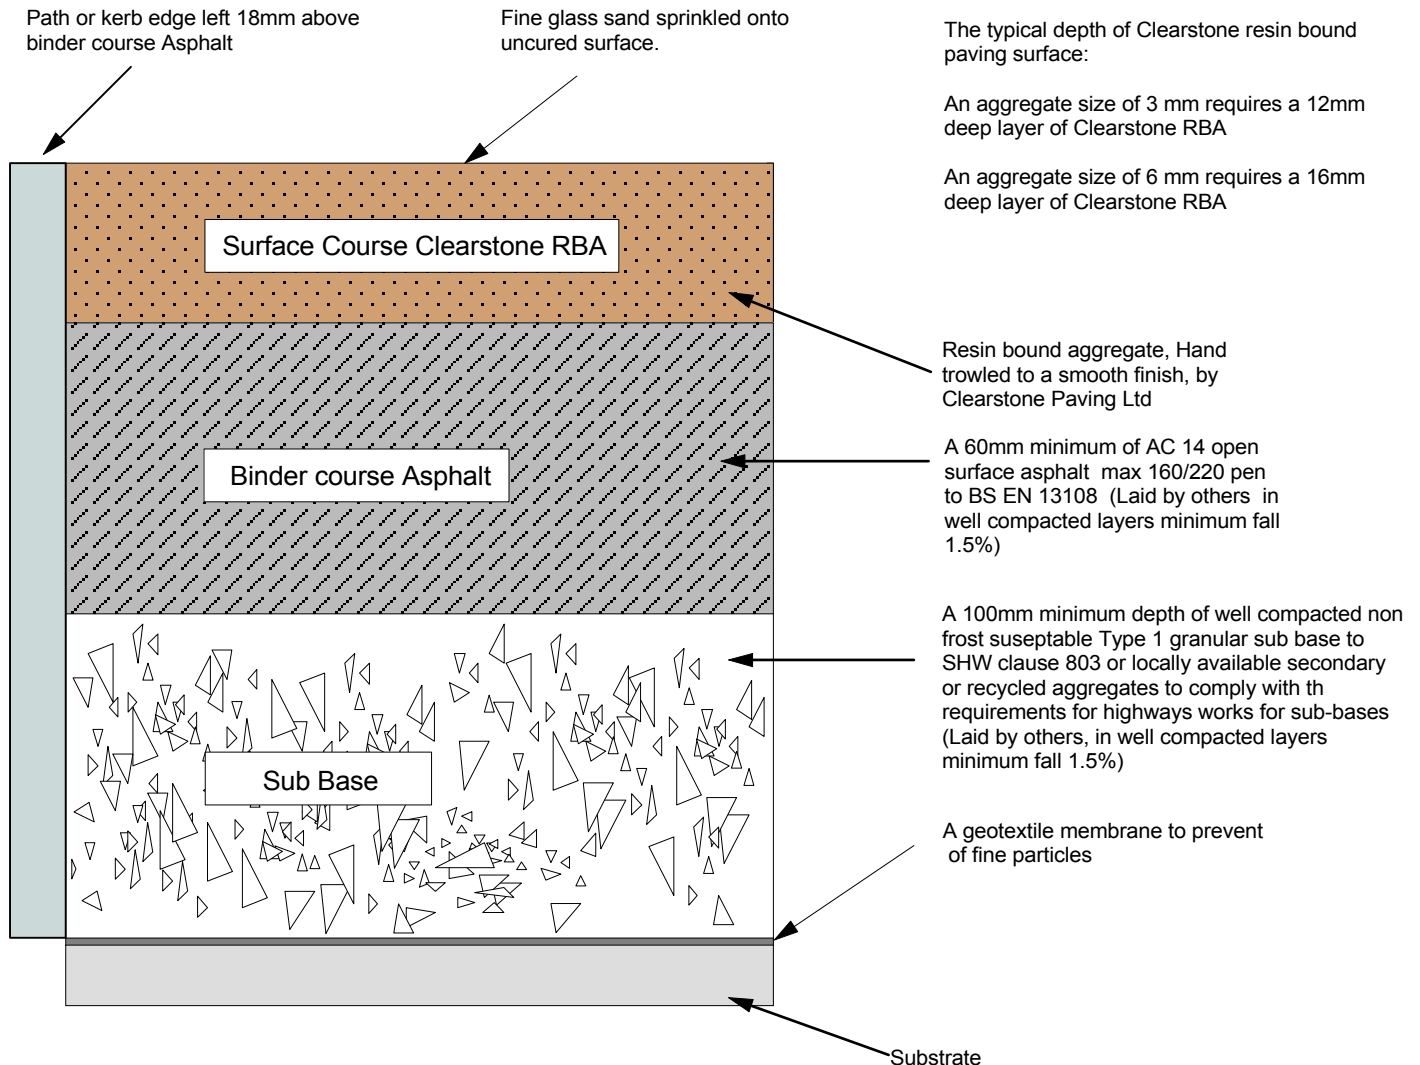 Path or kerb edge left 18mm above
binder course Asphalt
Fine glass sand sprinkled onto
uncured surface.
The typical depth of Clearstone resin bound
paving surface:
An aggregate size of 3 mm requires a 12mm
deep layer of Clearstone RBA
An aggregate size of 6 mm requires a 16mm
deep layer of Clearstone RBA
Surface Course Clearstone RBA
Resin bound aggregate, Hand
trowled to a smooth finish, by
Clearstone Paving Ltd
Binder course Asphalt
A 60mm minimum of AC 14 open
surface asphalt  max 160/220 pen
to BS EN 13108  (Laid by others  in
well compacted layers minimum fall
1.5%)
A 100mm minimum depth of well compacted non
frost suseptable Type 1 granular sub base to
SHW clause 803 or locally available secondary
or recycled aggregates to comply with th
requirements for highways works for sub-bases
(Laid by others, in well compacted layers
minimum fall 1.5%)
Sub Base
A geotextile membrane to prevent
of fine particles
Substrate